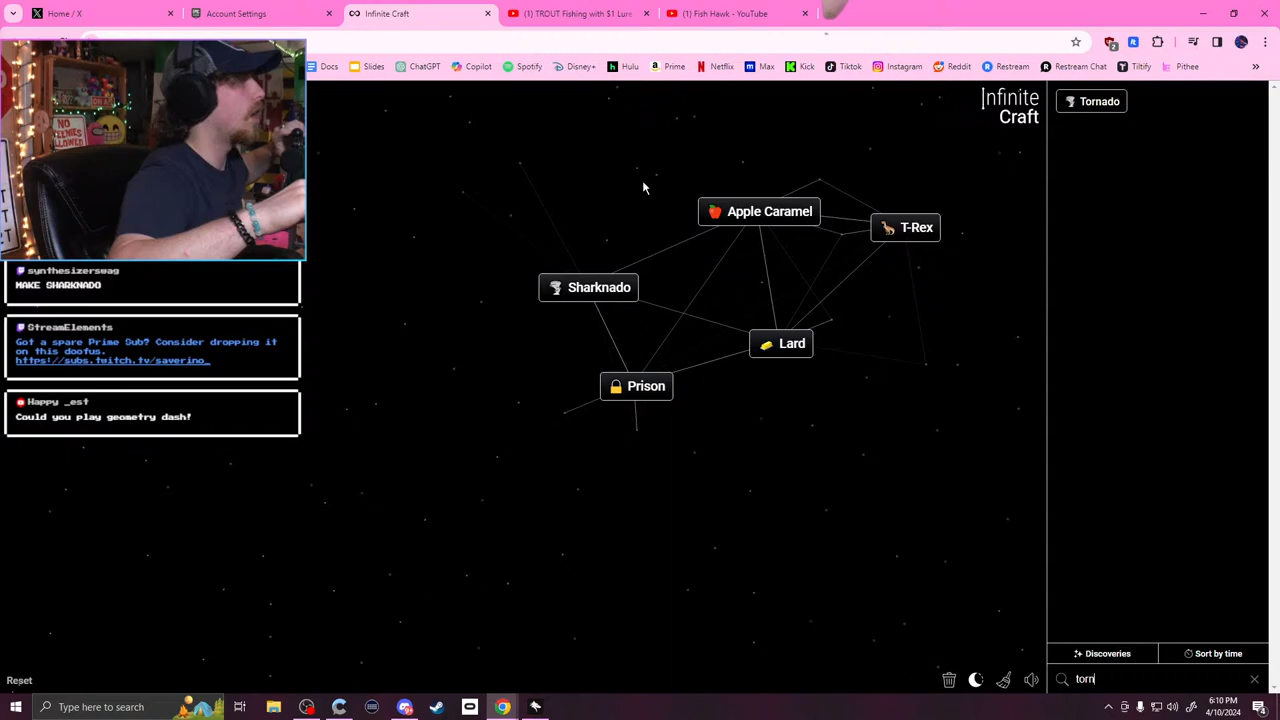 Home / X
Account Settings
Infinite Craft
(1) TROUT Fishing with $1 Lure
(1) Fish Hawk - YouTube
Docs
Slides
ChatGPT
Copilot
Spotify
Disney+
Hulu
Prime
Netflix
Max
Kick
Tiktok
Instagram
Reddit
Restream
Restream Chat
Tiltify
Pithee
NO
WEENIES
ALLOWED
synthesizerswag
MAKE SHARKNADO
StreamElements
Got a spare Prime Sub? Consider dropping it
on this doofus.
https://subs.twitch.tv/saverino_
Happy _est
Could you play geometry dash!
Infinite
Craft
Tornado
Apple Caramel
T-Rex
Sharknado
Lard
Prison
Discoveries
Sort by time
torn
Reset
Type here to search
6:10 PM
4/10/2024